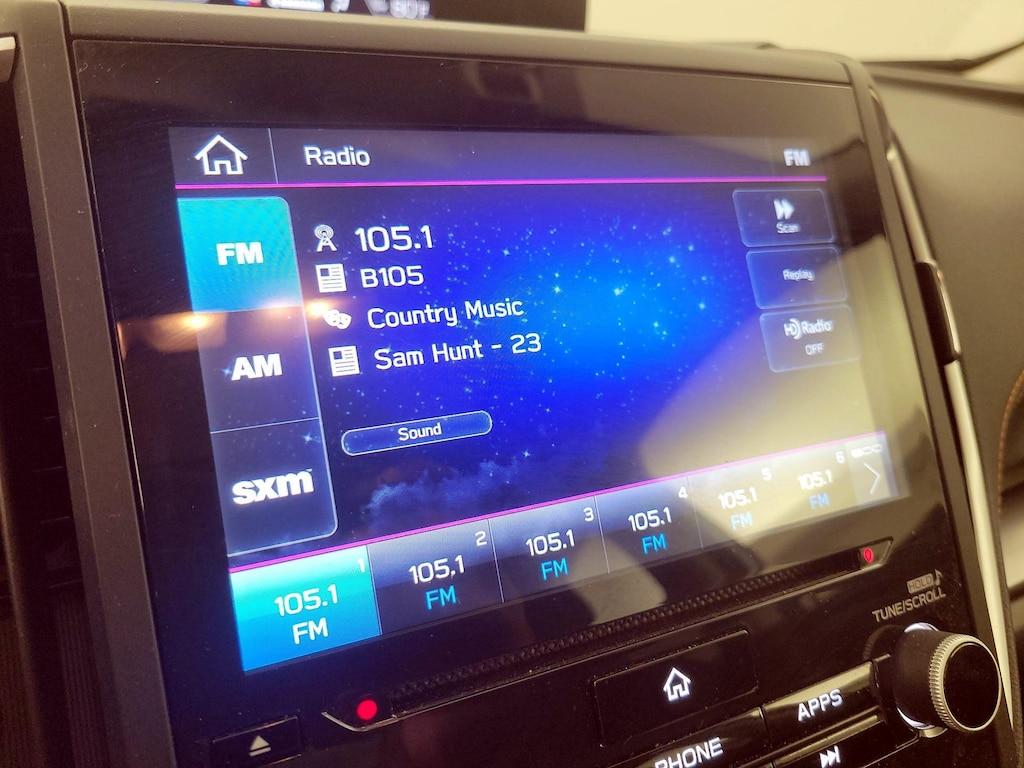 Radio
FM
FM
AM
sxm
105.1
B105
Country Music
Sam Hunt - 23
Sound
Scan
Replay
HD Radio
OFF
1
105.1
FM
2
105.1
FM
3
105.1
FM
4
105.1
FM
5
105.1
FM
6
105.1
FM
HOLD
TUNE/SCROLL
APPS
PHONE